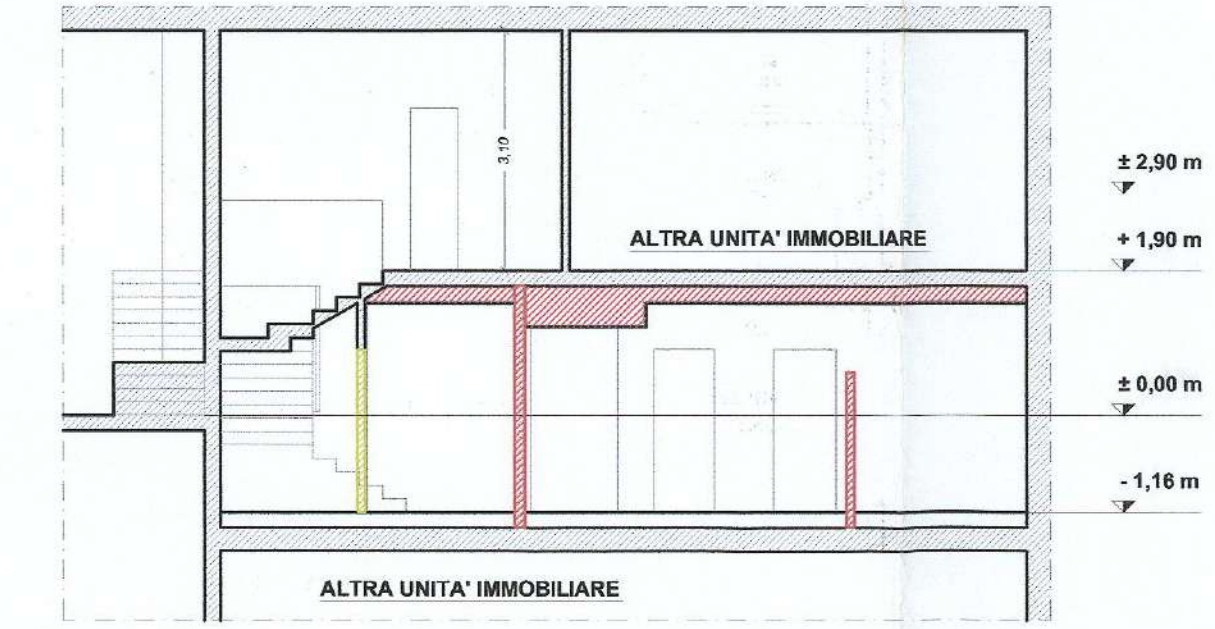 3,10
± 2,90 m
ALTRA UNITA' IMMOBILIARE
+ 1,90 m
± 0,00 m
- 1,16 m
ALTRA UNITA' IMMOBILIARE